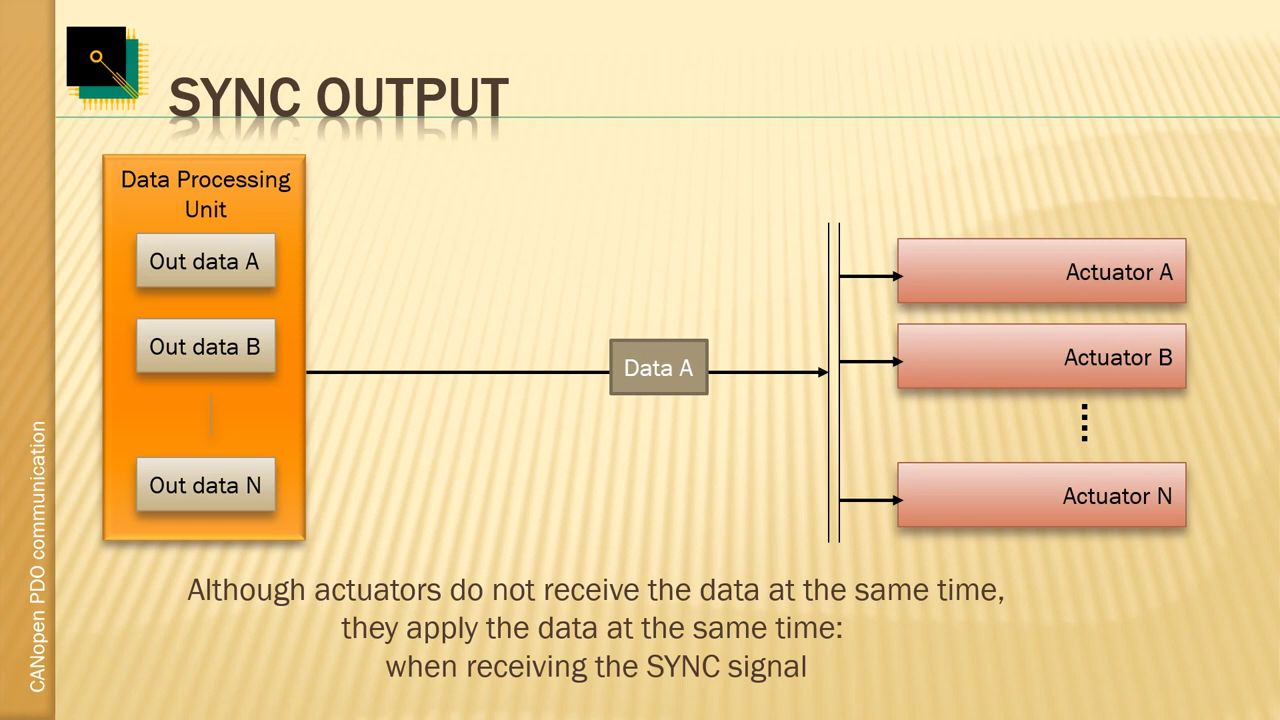 SYNC OUTPUT
Data Processing
Unit
Out data A
Out data B
Out data N
Data A
Actuator A
Actuator B
Actuator N
Although actuators do not receive the data at the same time,
they apply the data at the same time:
when receiving the SYNC signal
CANopen PDO communication